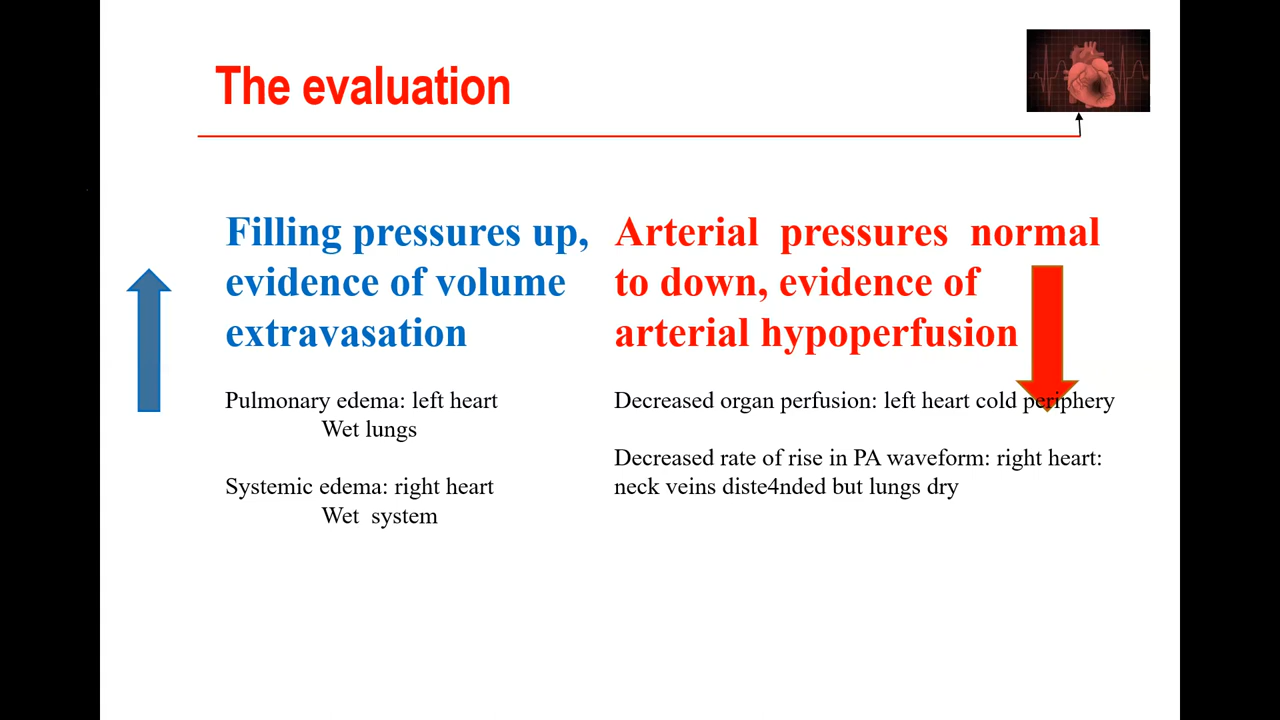 The evaluation
Filling pressures up,
evidence of volume
extravasation
Pulmonary edema: left heart
Wet lungs
Systemic edema: right heart
Wet system
Arterial pressures normal
to down, evidence of
arterial hypoperfusion
Decreased organ perfusion: left heart cold periphery
Decreased rate of rise in PA waveform: right heart:
neck veins diste4nded but lungs dry